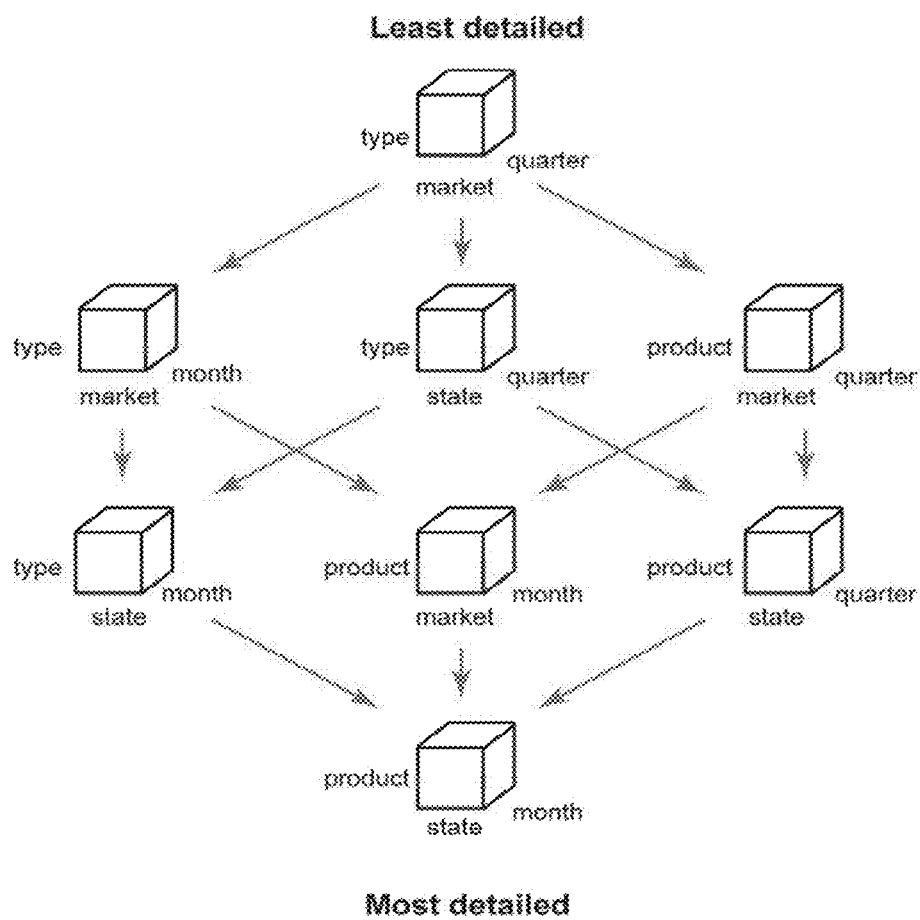 Least detailed
type
quarter
market
type
month
market
type
quarter
state
product
quarter
market
type
month
state
product
month
market
product
quarter
state
product
month
state
Most detailed